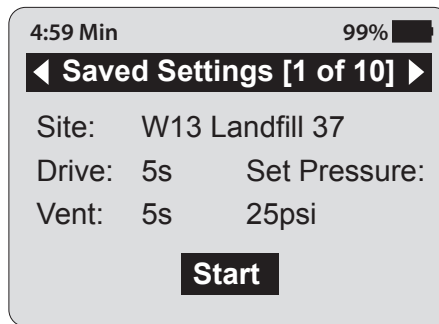 4:59 Min 99%
Saved Settings [1 of 10]
Site: W13 Landfill 37
Drive: 5s Set Pressure:
Vent: 5s 25psi
Start